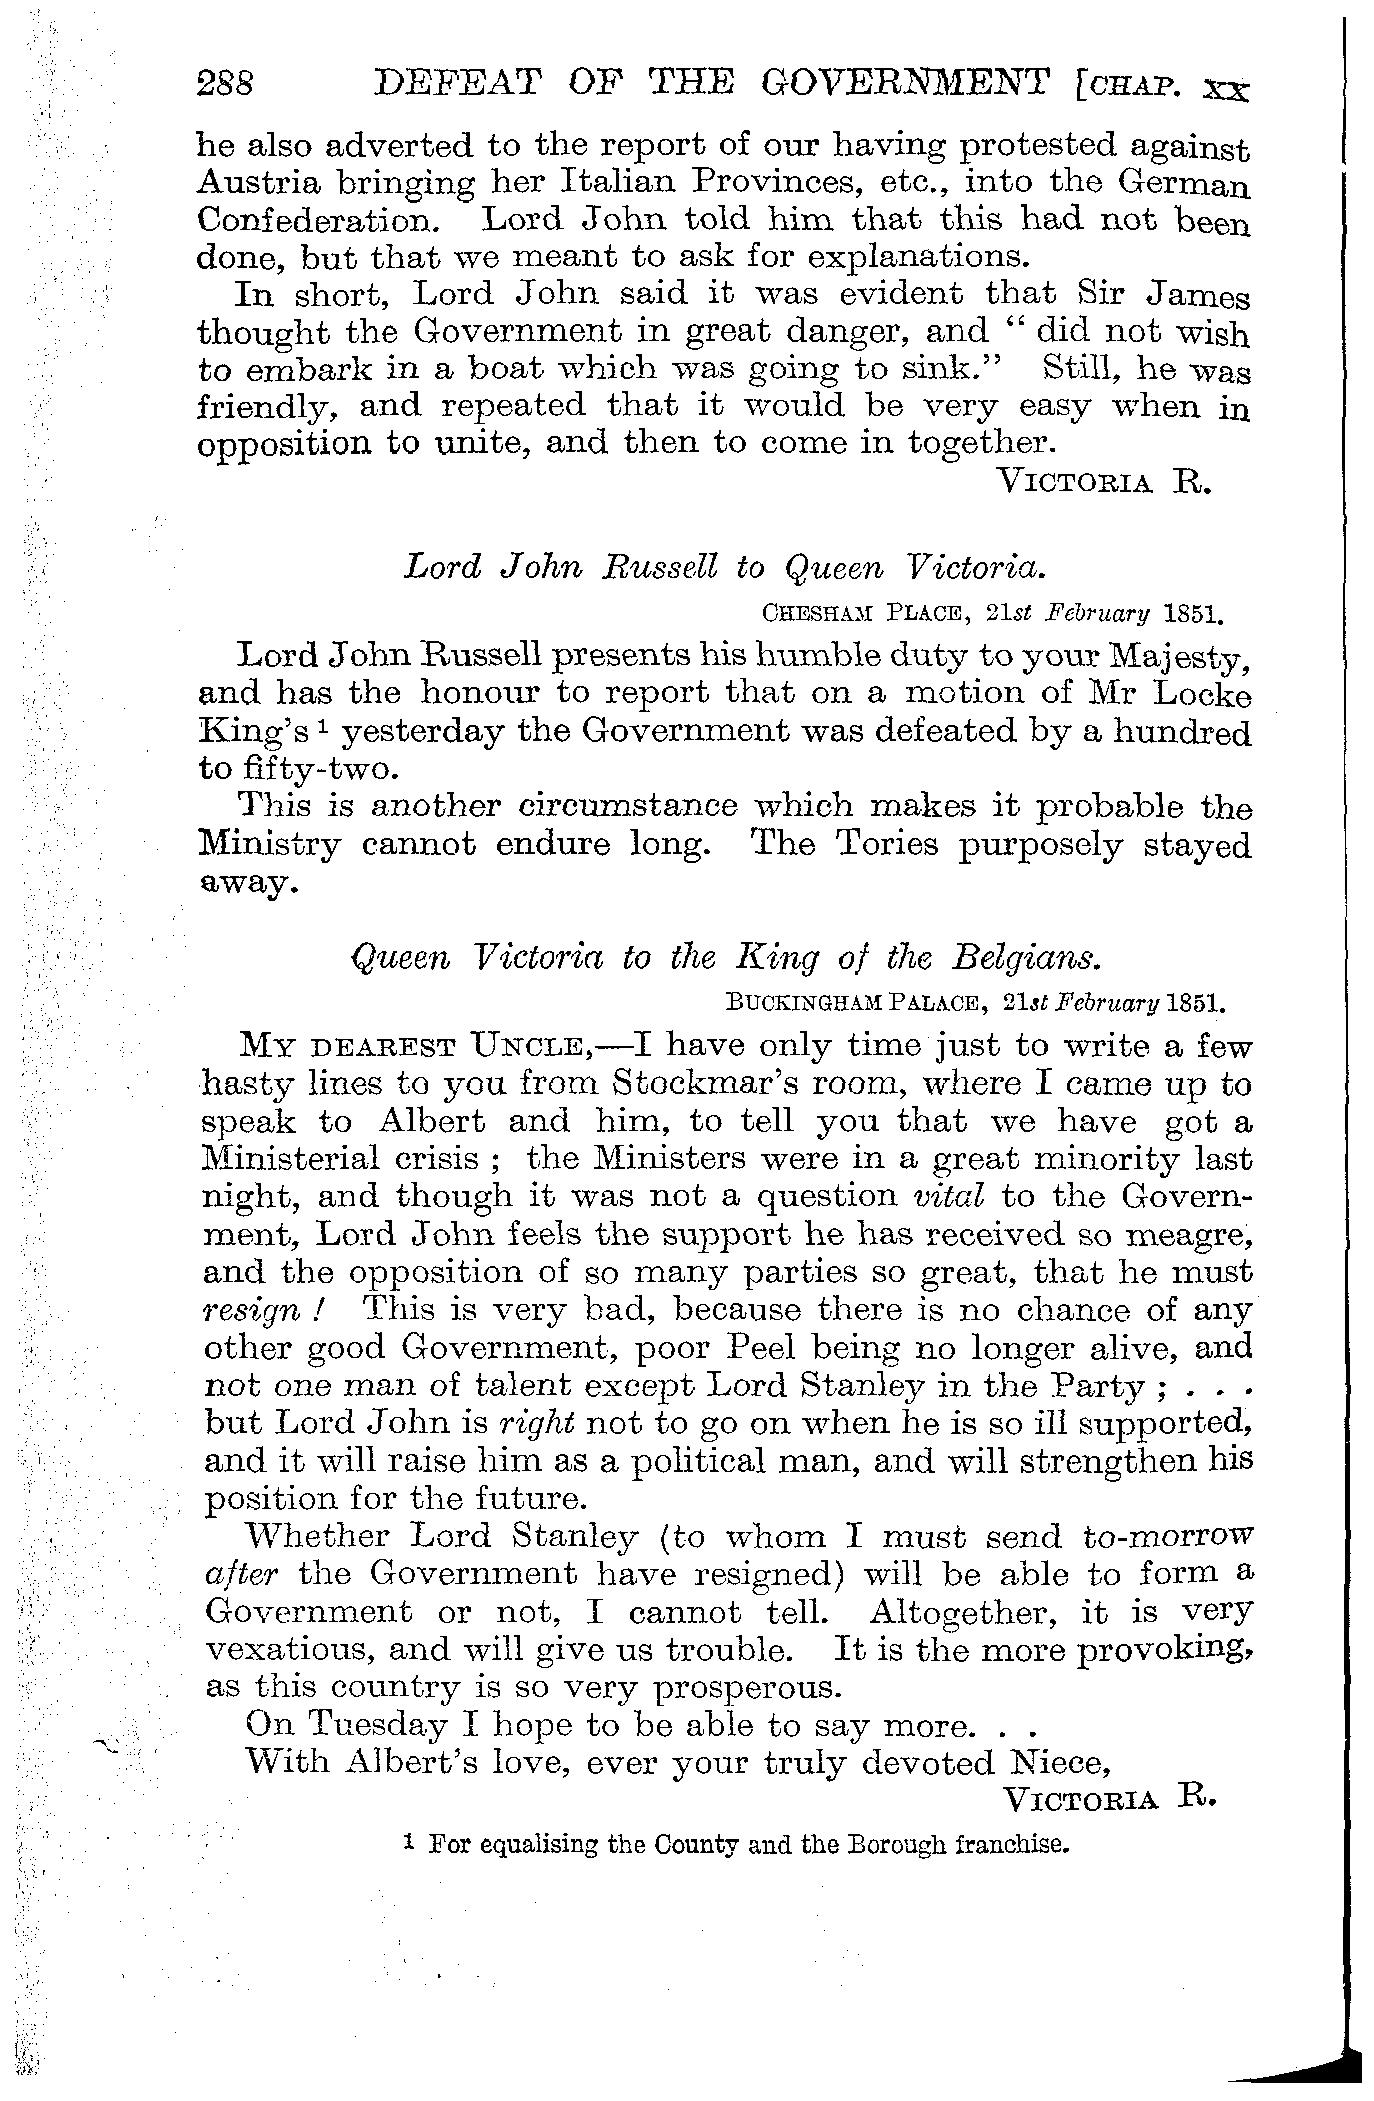 288 DEFEAT OF THE GOVERNMENT [CHAP. XX
he also adverted to the report of our having protested against
Austria bringing her Italian Provinces, etc., into the German
Confederation. Lord John told him that this had not been
done, but that we meant to ask for explanations.
In short, Lord John said it was evident that Sir James
thought the Government in great danger, and “ did not wish
to embark in a boat which was going to sink.” Still, he was
friendly, and repeated that it would be very easy when in
opposition to unite, and then to come in together.
VICTORIA R.
Lord John Russell to Queen Victoria.
CHESHAM PLACE, 21st February 1851.
Lord John Russell presents his humble duty to your Majesty,
and has the honour to report that on a motion of Mr Locke
King’s ¹ yesterday the Government was defeated by a hundred
to fifty-two.
This is another circumstance which makes it probable the
Ministry cannot endure long. The Tories purposely stayed
away.
Queen Victoria to the King of the Belgians.
BUCKINGHAM PALACE, 21st February 1851.
MY DEAREST UNCLE,—I have only time just to write a few
hasty lines to you from Stockmar’s room, where I came up to
speak to Albert and him, to tell you that we have got a
Ministerial crisis ; the Ministers were in a great minority last
night, and though it was not a question vital to the Govern-
ment, Lord John feels the support he has received so meagre,
and the opposition of so many parties so great, that he must
resign ! This is very bad, because there is no chance of any
other good Government, poor Peel being no longer alive, and
not one man of talent except Lord Stanley in the Party ; . . .
but Lord John is right not to go on when he is so ill supported,
and it will raise him as a political man, and will strengthen his
position for the future.
Whether Lord Stanley (to whom I must send to-morrow
after the Government have resigned) will be able to form a
Government or not, I cannot tell. Altogether, it is very
vexatious, and will give us trouble. It is the more provoking,
as this country is so very prosperous.
On Tuesday I hope to be able to say more. . .
With Albert’s love, ever your truly devoted Niece,
VICTORIA R.
¹ For equalising the County and the Borough franchise.